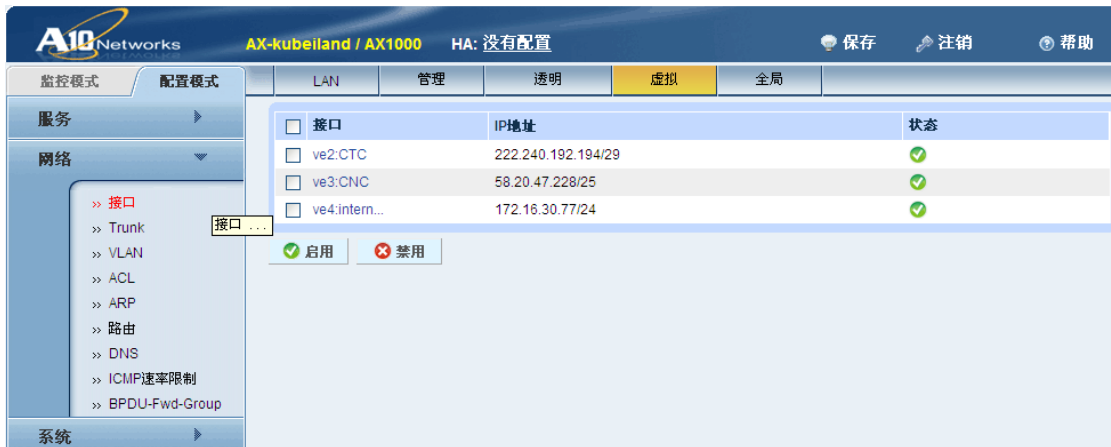 A10 Networks
AX-kubeiland / AX1000 HA: 没有配置 保存 注销 帮助
监控模式 配置模式 LAN 管理 透明 虚拟 全局
服务
网络
» 接口
» Trunk
» VLAN
» ACL
» ARP
» 路由
» DNS
» ICMP速率限制
» BPDU-Fwd-Group
系统
接口 ...
接口 IP地址 状态
ve2:CTC 222.240.192.194/29
ve3:CNC 58.20.47.228/25
ve4:intern... 172.16.30.77/24
启用 禁用